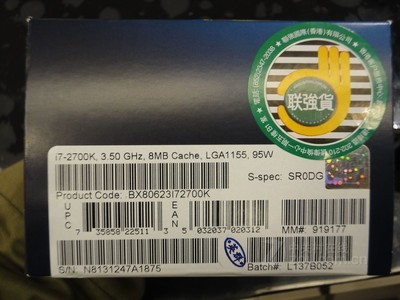 联強貨
i7-2700K, 3.50 GHz, 8MB Cache, LGA1155, 95W
S-spec: SR0DG
Product Code: BX80623I72700K
UPC
EAN
7 35858 22511 3
5 032037 020312
MM#: 919177
S/N: N8131247A1875
Batch#: L137B052